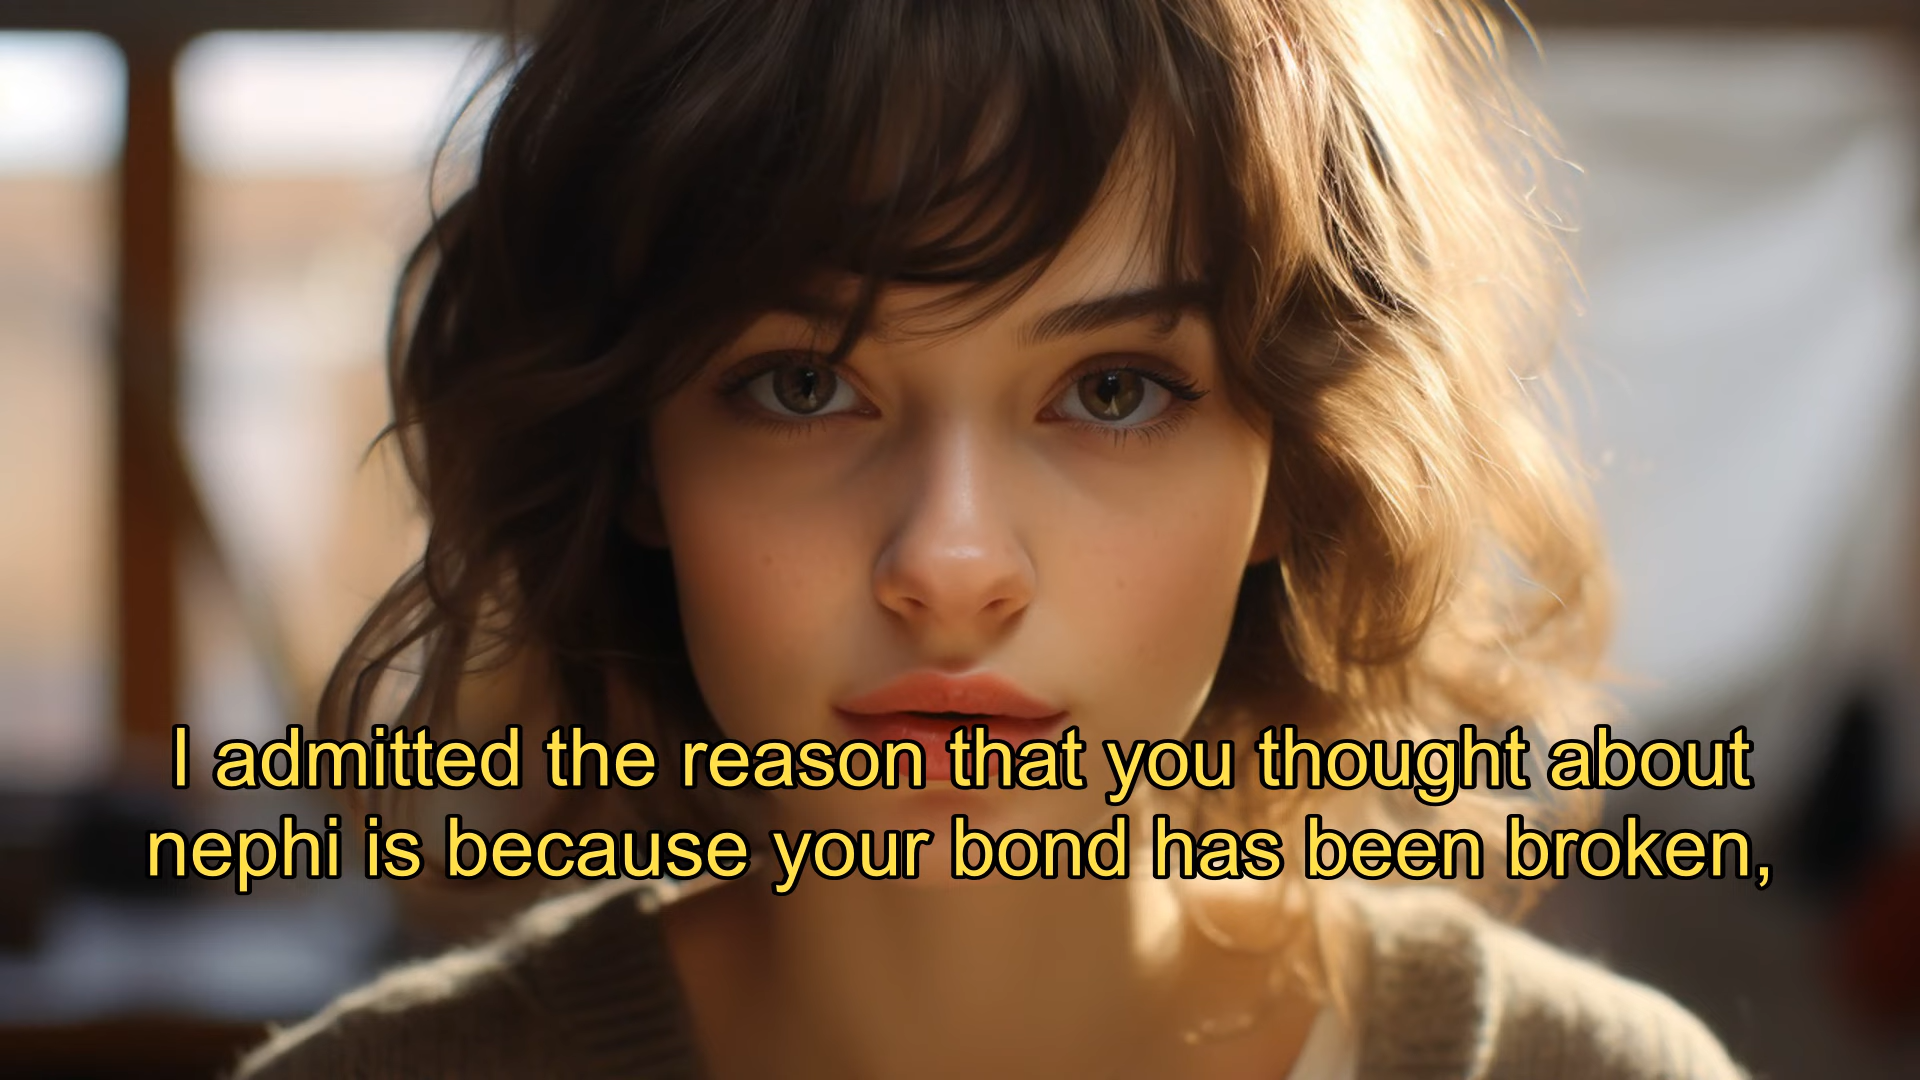 I admitted the reason that you thought about
nephi is because your bond has been broken,